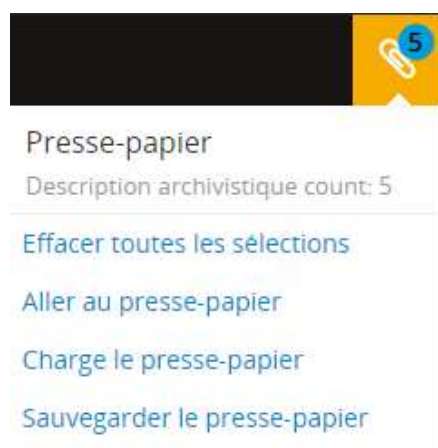 5
Presse-papier
Description archivistique count: 5
Effacer toutes les sélections
Aller au presse-papier
Charge le presse-papier
Sauvegarder le presse-papier